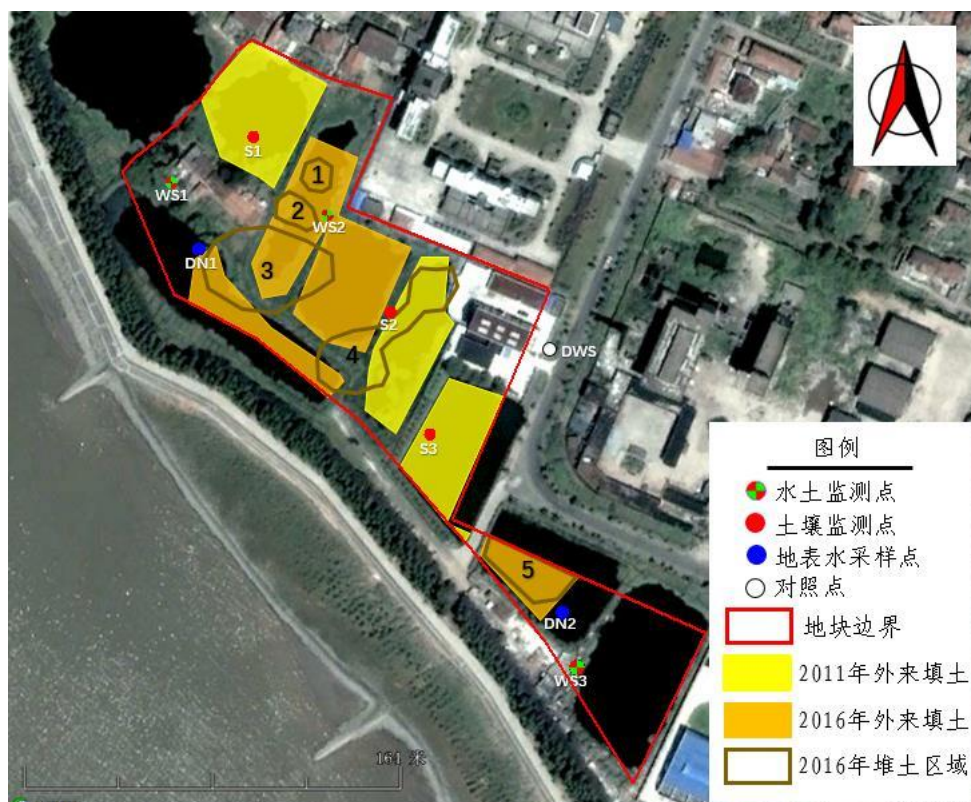 S1
WS1
1
2
WS2
DN1
3
S2
4
DWS
S3
5
DN2
WS3
164 米
图例
水土监测点
土壤监测点
地表水采样点
对照点
地块边界
2011年外来填土
2016年外来填土
2016年堆土区域